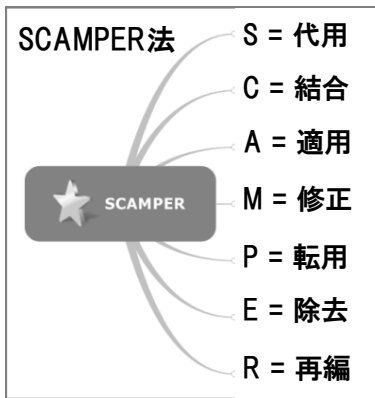 SCAMPER法
S = 代用
C = 結合
A = 適用
SCAMPER
M = 修正
P = 転用
E = 除去
R = 再編